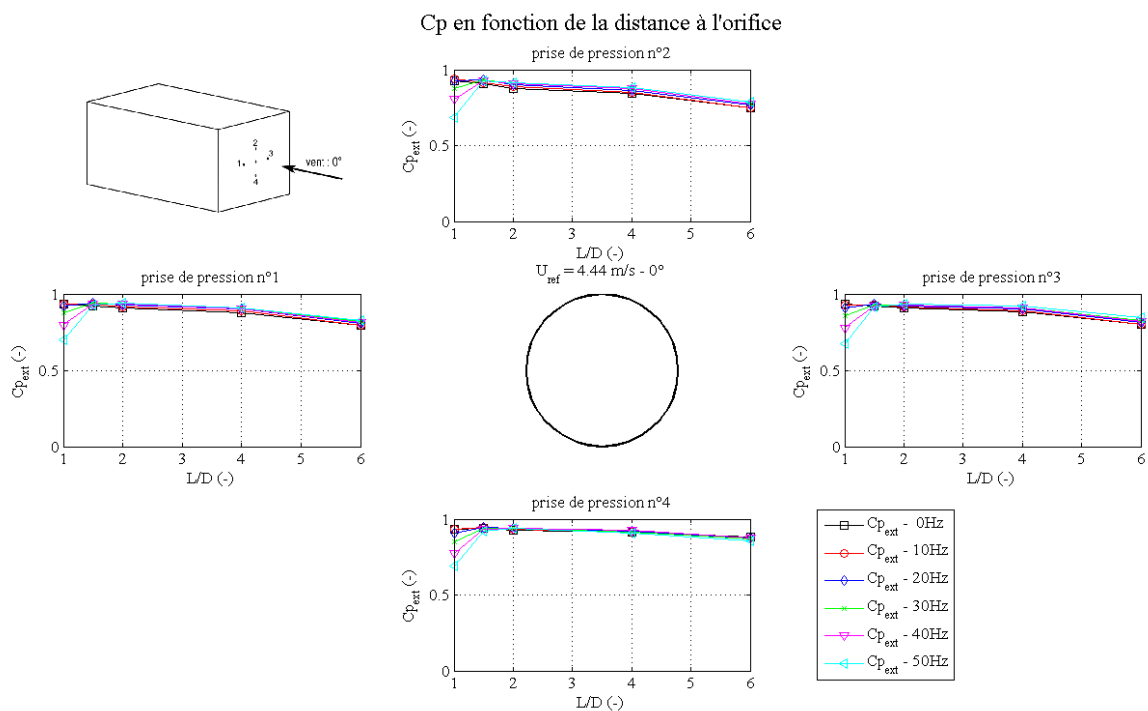 Cp en fonction de la distance à l'orifice
prise de pression n°2
1
0.5
0
Cp_ext (-)
1 2 3 4 5 6
L/D (-)
2
1 3
4
vent : 0°
U_ref = 4.44 m/s - 0°
prise de pression n°1
1
0.5
0
Cp_ext (-)
1 2 3 4 5 6
L/D (-)
prise de pression n°3
1
0.5
0
Cp_ext (-)
1 2 3 4 5 6
L/D (-)
prise de pression n°4
1
0.5
0
Cp_ext (-)
1 2 3 4 5 6
L/D (-)
Cp_ext - 0Hz
Cp_ext - 10Hz
Cp_ext - 20Hz
Cp_ext - 30Hz
Cp_ext - 40Hz
Cp_ext - 50Hz